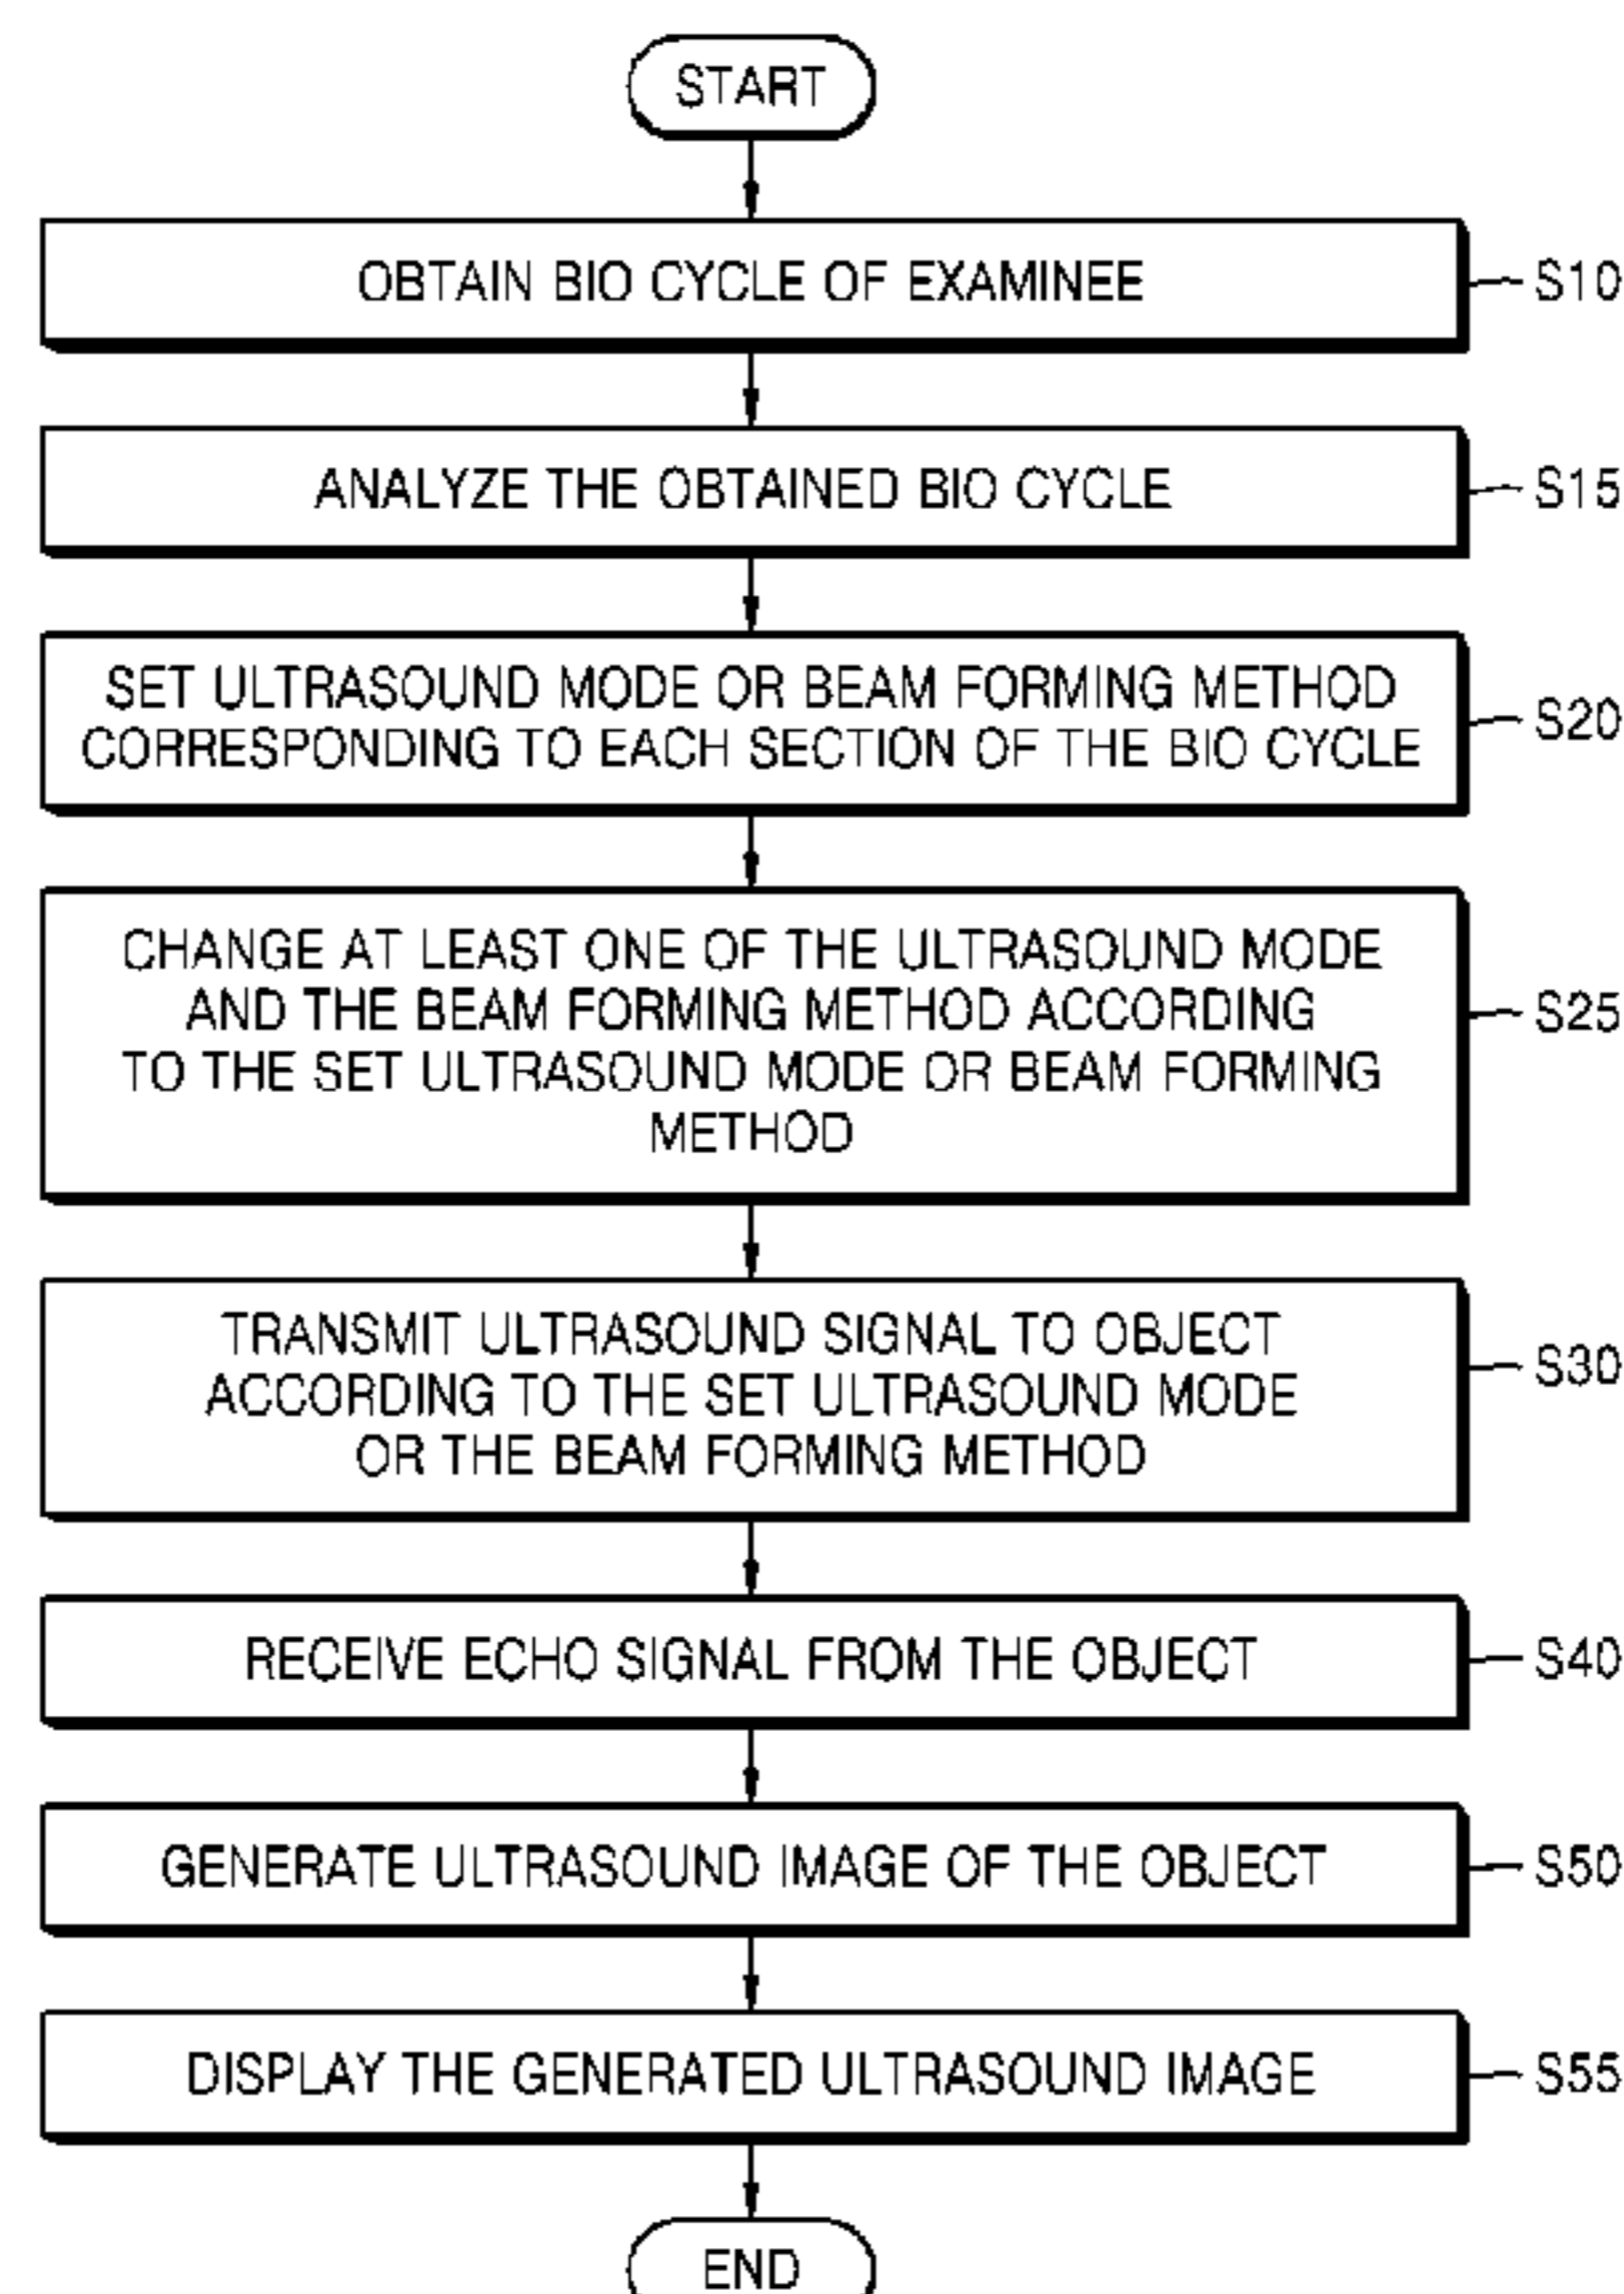 START
OBTAIN BIO CYCLE OF EXAMINEE
S10
ANALYZE THE OBTAINED BIO CYCLE
S15
SET ULTRASOUND MODE OR BEAM FORMING METHOD
CORRESPONDING TO EACH SECTION OF THE BIO CYCLE
S20
CHANGE AT LEAST ONE OF THE ULTRASOUND MODE
AND THE BEAM FORMING METHOD ACCORDING
TO THE SET ULTRASOUND MODE OR BEAM FORMING
METHOD
S25
TRANSMIT ULTRASOUND SIGNAL TO OBJECT
ACCORDING TO THE SET ULTRASOUND MODE
OR THE BEAM FORMING METHOD
S30
RECEIVE ECHO SIGNAL FROM THE OBJECT
S40
GENERATE ULTRASOUND IMAGE OF THE OBJECT
S50
DISPLAY THE GENERATED ULTRASOUND IMAGE
S55
END